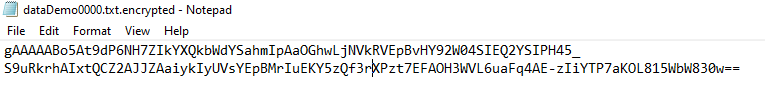 dataDemo0000.txt.encrypted - Notepad
File Edit Format View Help
gAAAAABo5At9dP6NH7ZIkYXQkbWdYSahmIpAaOGhwLjNVkRVEpBvHY92W04SIEQ2YSIPH45_
S9uRkrhAIxtQCZ2AJJZAaiykIyUVsYEpBMrIuEKY5zQf3rXPzt7EFAOH3WVL6uaFq4AE-zIiYTP7aKOL815WbW830w==